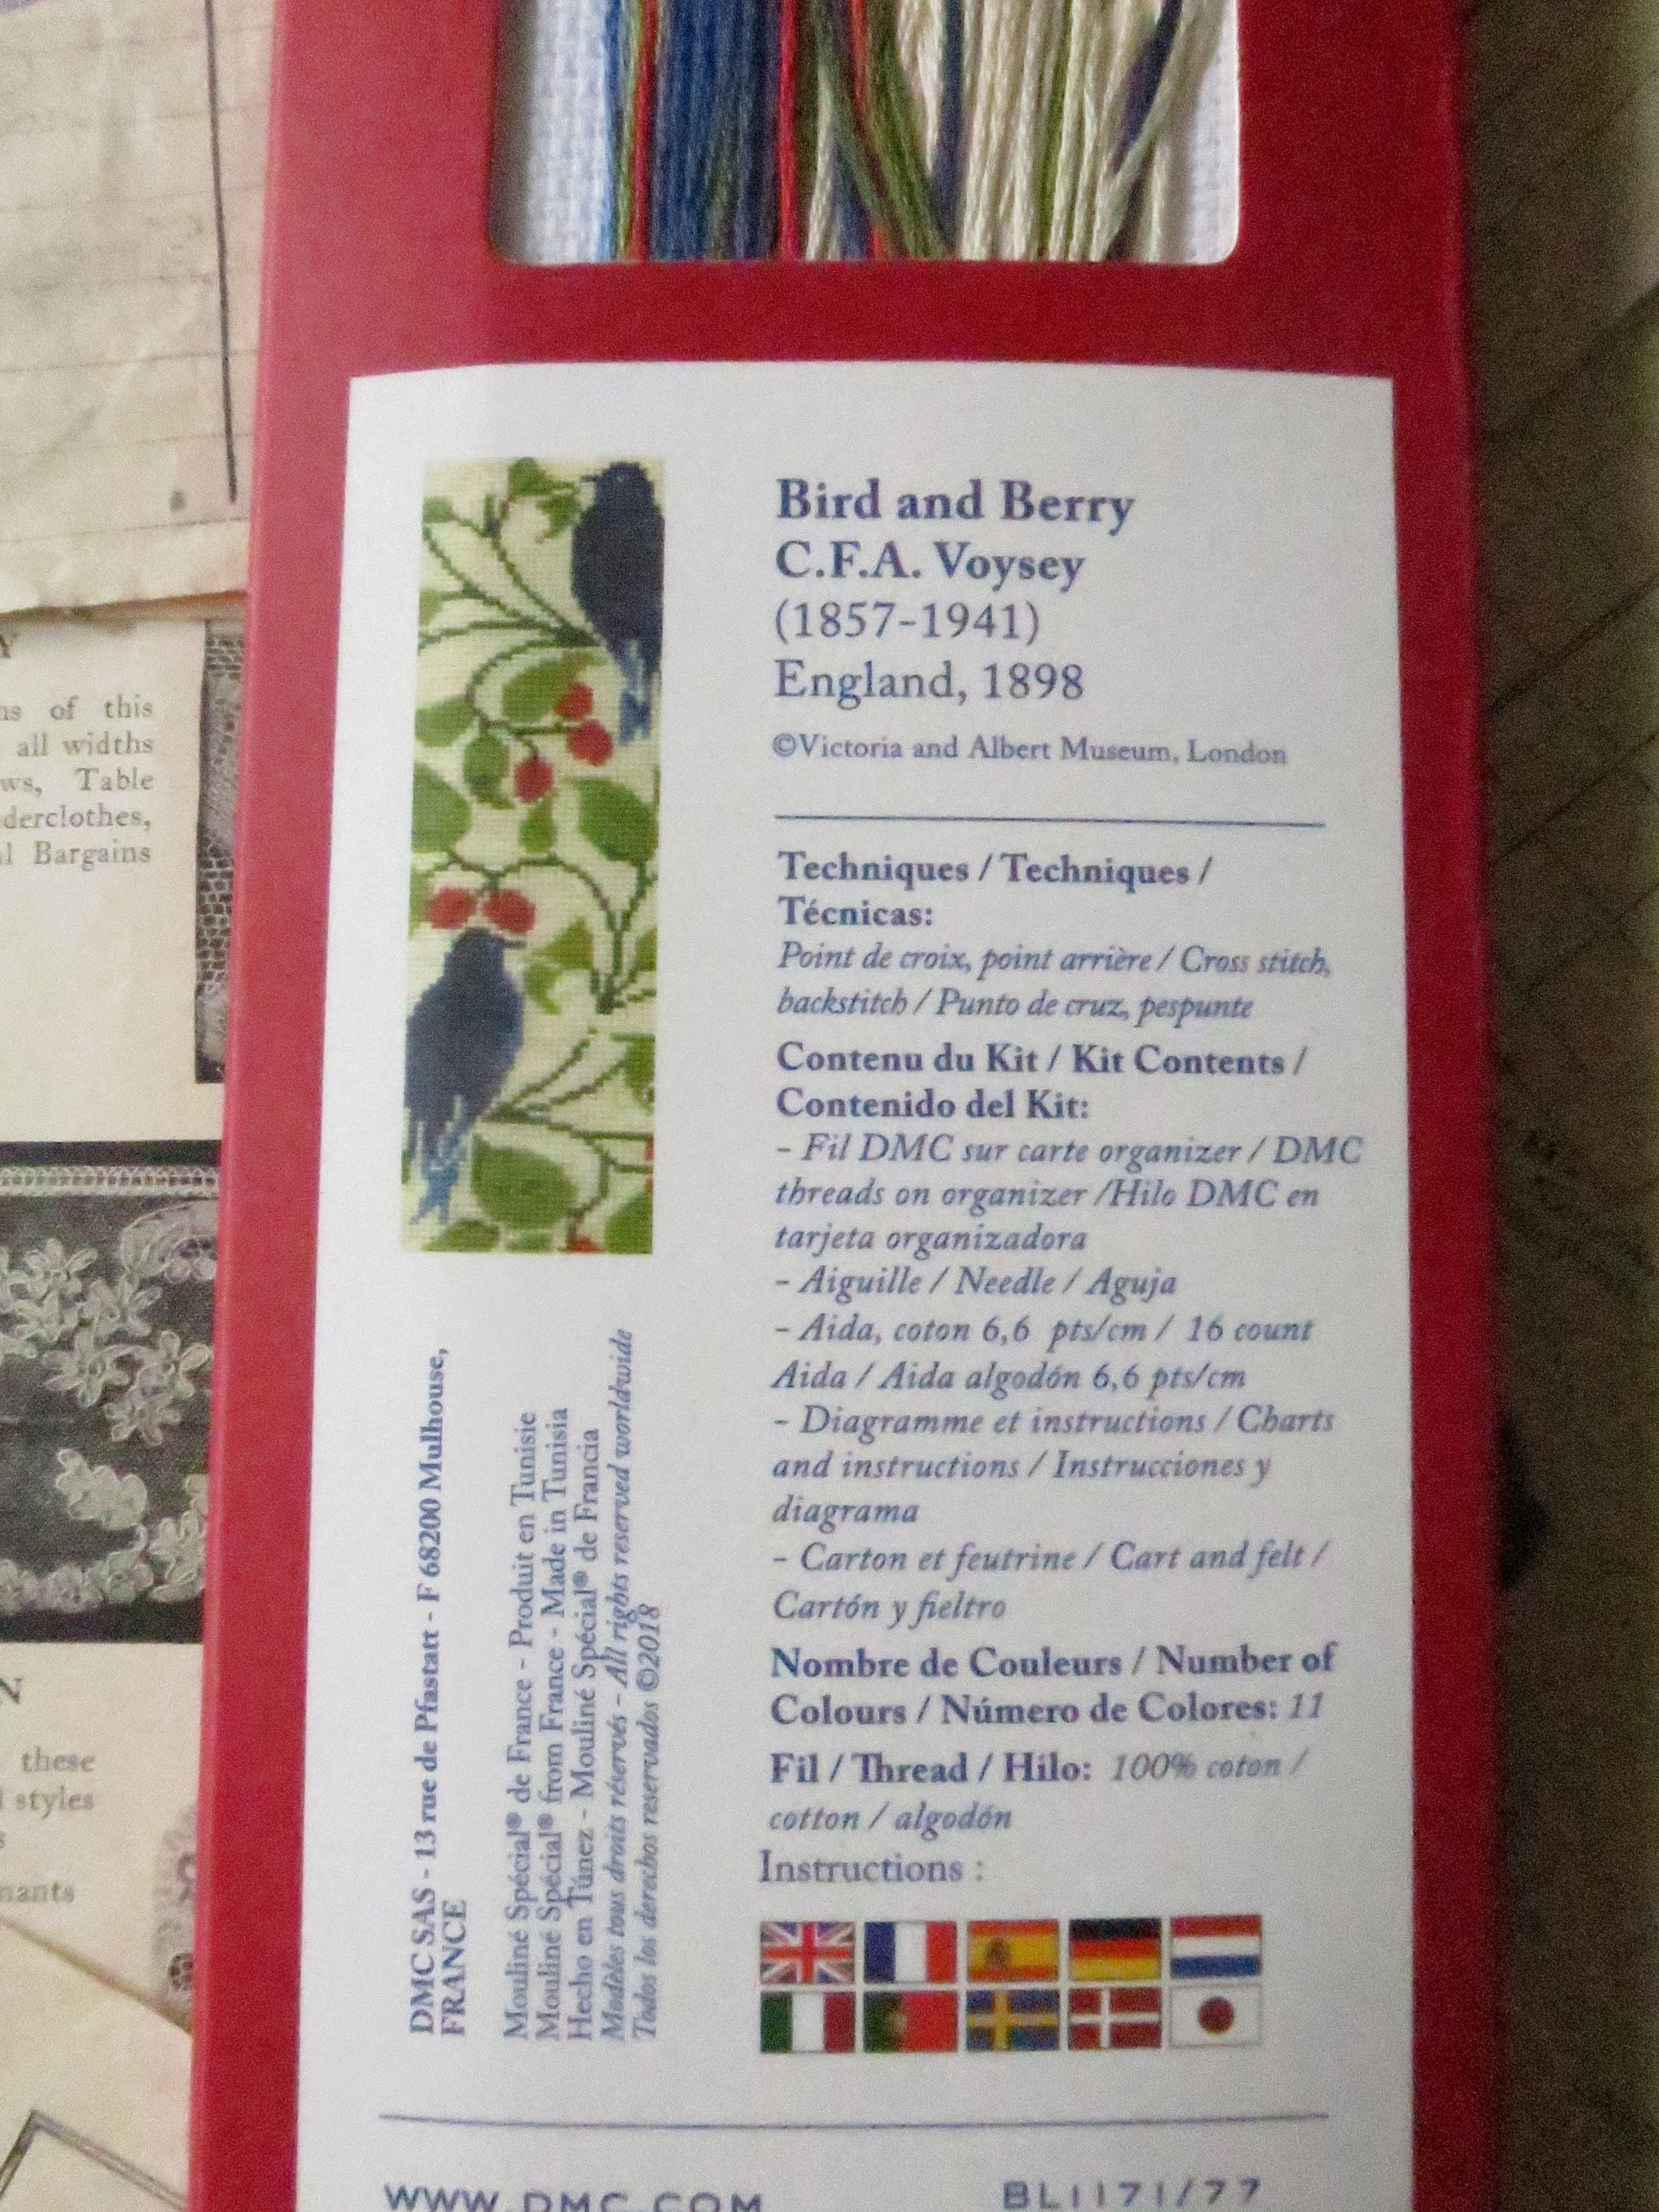 Bird and Berry
C.F.A. Voysey
(1857-1941)
England, 1898
©Victoria and Albert Museum, London
Techniques / Techniques /
Técnicas:
Point de croix, point arrière / Cross stitch,
backstitch / Punto de cruz, pespunte
Contenu du Kit / Kit Contents /
Contenido del Kit:
- Fil DMC sur carte organizer / DMC
threads on organizer /Hilo DMC en
tarjeta organizadora
- Aiguille / Needle / Aguja
- Aida, coton 6,6 pts/cm / 16 count
Aida / Aida algodón 6,6 pts/cm
- Diagramme et instructions / Charts
and instructions / Instrucciones y
diagrama
- Carton et feutrine / Cart and felt /
Cartón y fieltro
Nombre de Couleurs / Number of
Colours / Número de Colores: 11
Fil / Thread / Hilo: 100% coton /
cotton / algodón
Instructions :
DMC SAS - 13 rue de Pfastatt - F 68200 Mulhouse,
FRANCE
Mouliné Spécial® de France - Produit en Tunisie
Mouliné Spécial® from France - Made in Tunisia
Hecho en Túnez - Mouliné Spécial® de Francia
Modèles tous droits réservés - All rights reserved worldwide
Todos los derechos reservados ©2018
WWW.DMC.COM
BL1171/77
of this
all widths
Table
Bargains
these
styles